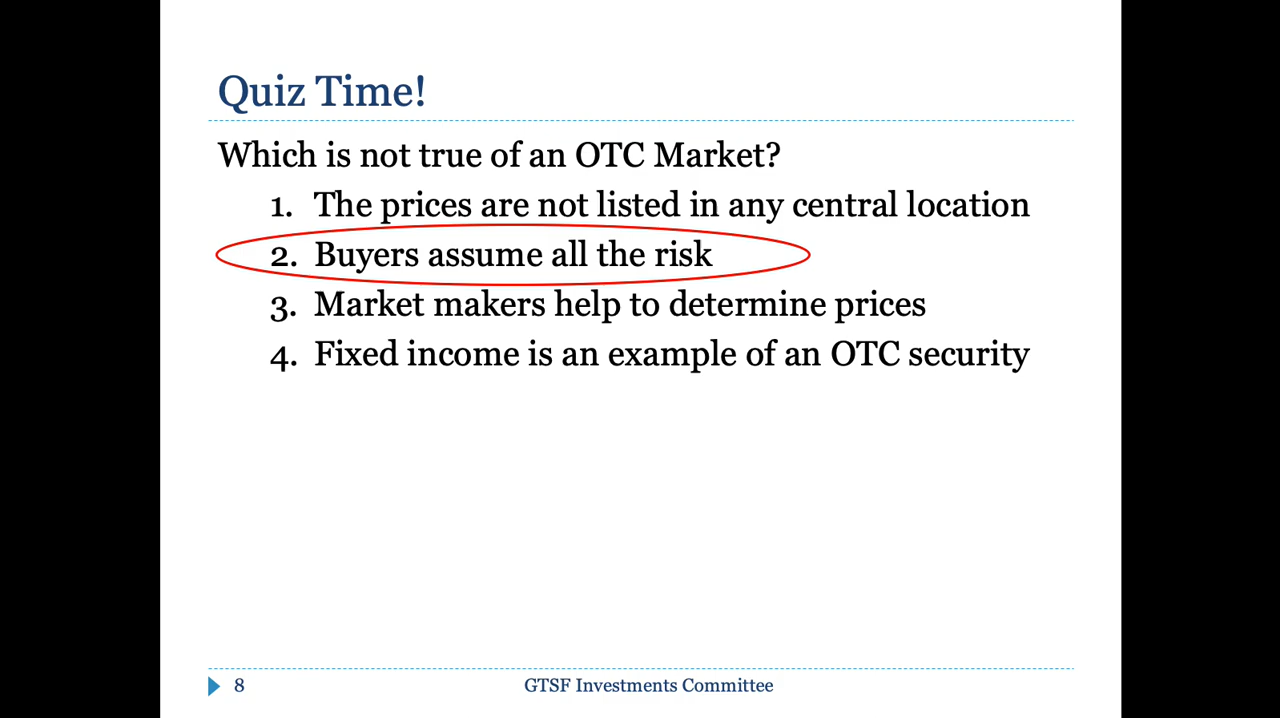 Quiz Time!
Which is not true of an OTC Market?
1. The prices are not listed in any central location
2. Buyers assume all the risk
3. Market makers help to determine prices
4. Fixed income is an example of an OTC security
8
GTSF Investments Committee